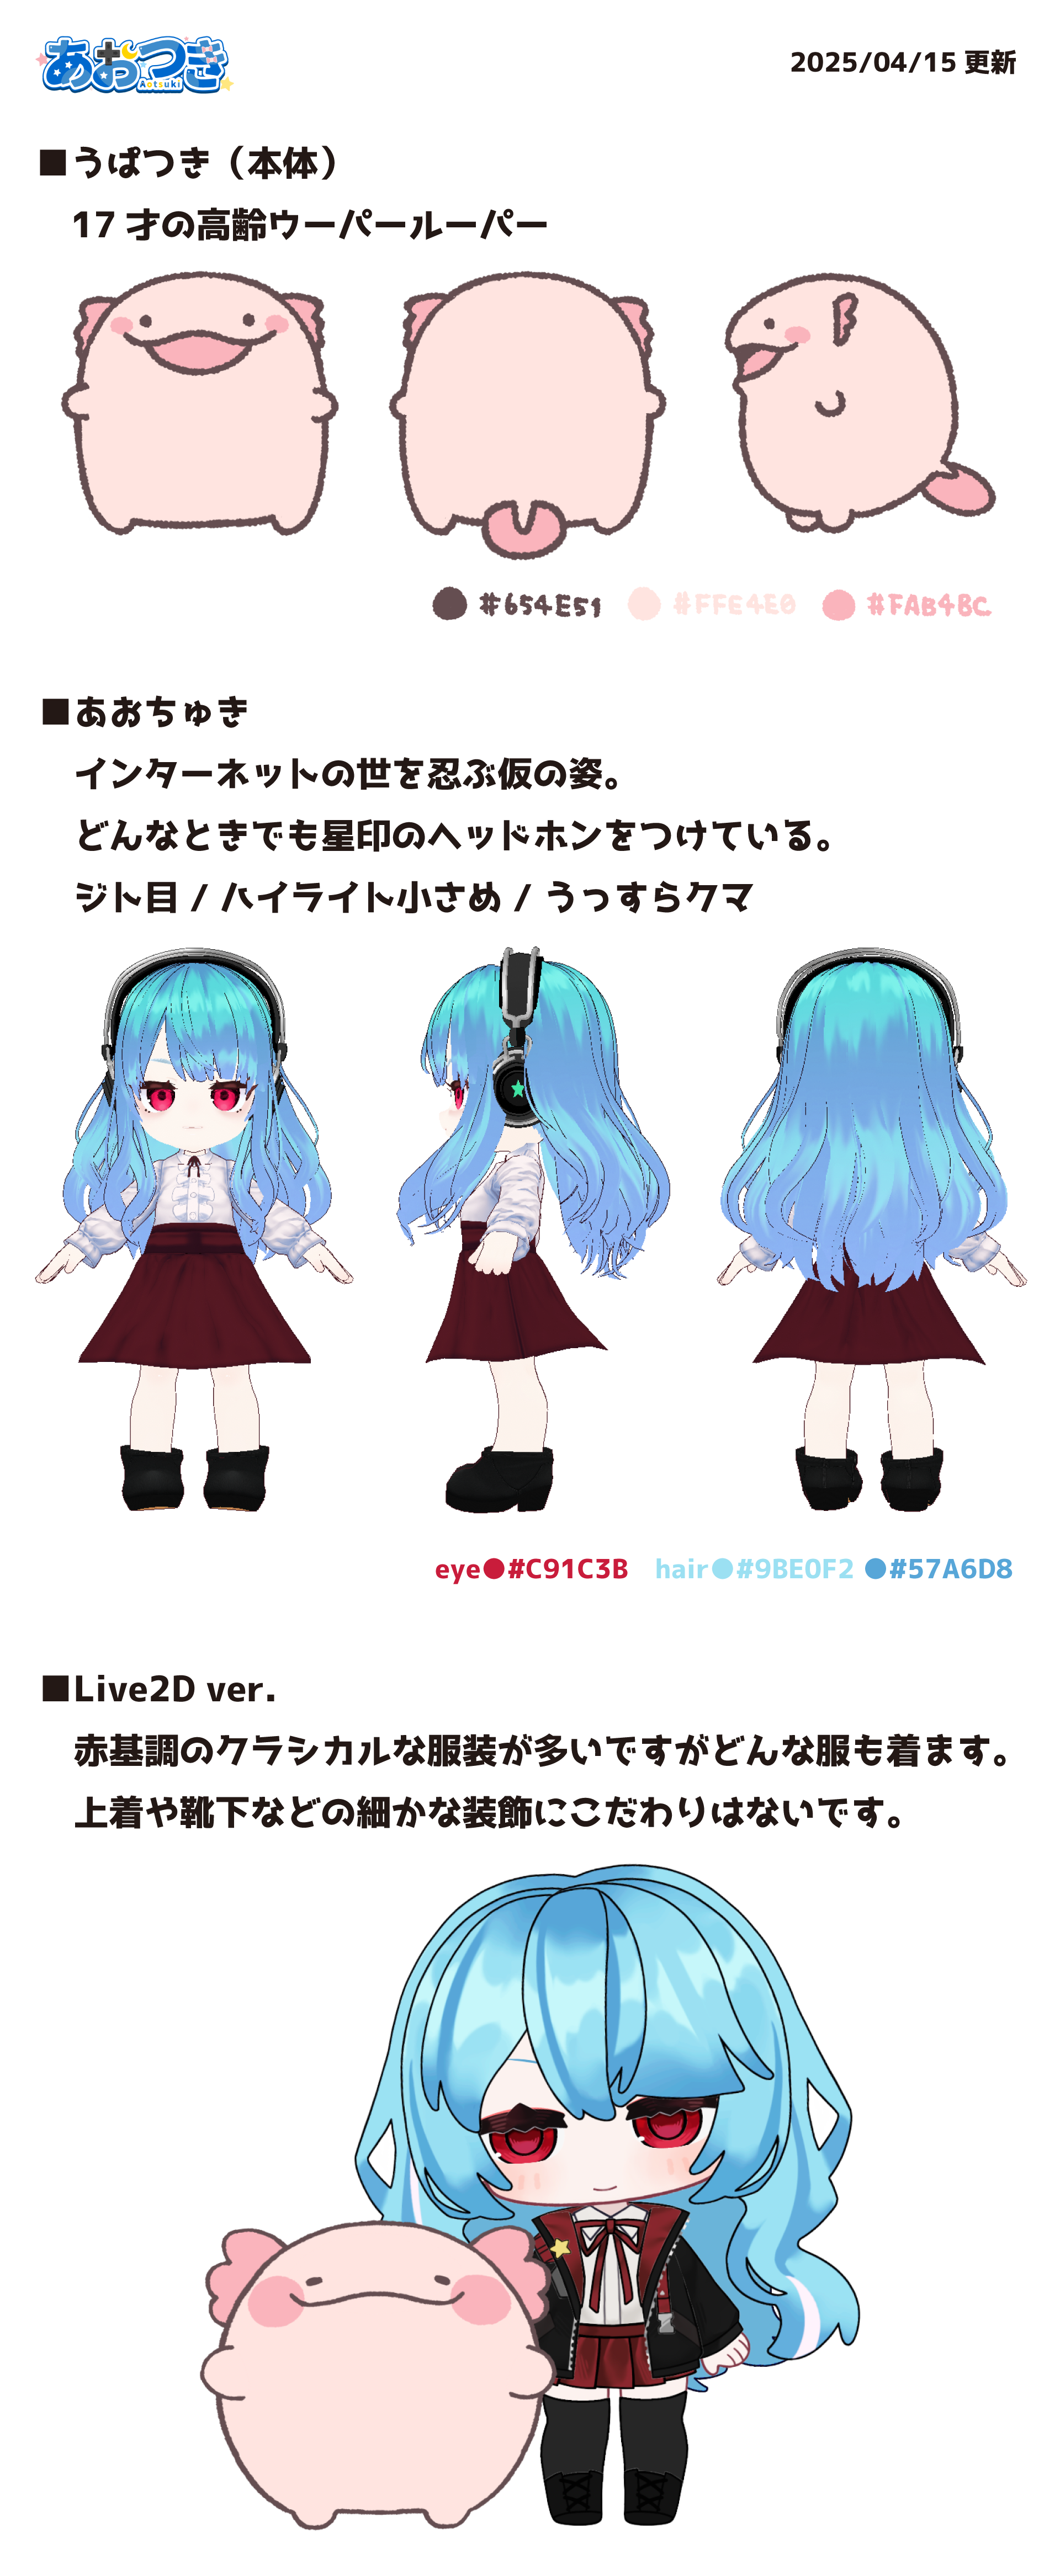 あおつき
Aotsuki
2025/04/15 更新
■うぱつき（本体）
17 才の高齢ウーパールーパー
#654E51 #FFE4E0 #FAB4BC
■あおちゅき
インターネットの世を忍ぶ仮の姿。
どんなときでも星印のヘッドホンをつけている。
ジト目 / ハイライト小さめ / うっすらクマ
eye●#C91C3B hair●#9BE0F2 ●#57A6D8
■Live2D ver.
赤基調のクラシカルな服装が多いですがどんな服も着ます。
上着や靴下などの細かな装飾にこだわりはないです。